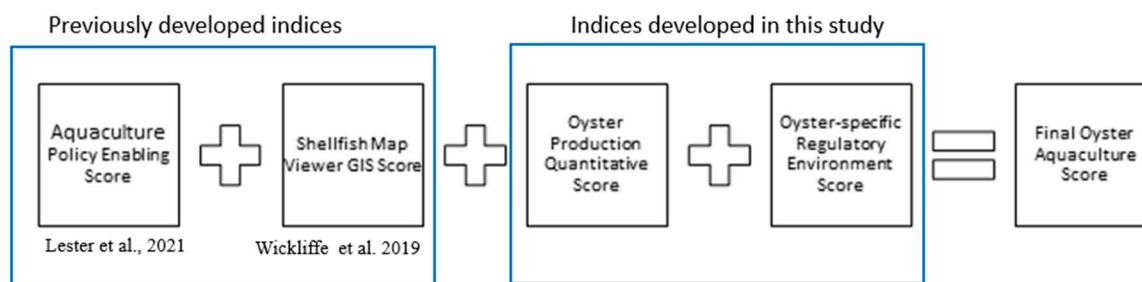 Previously developed indices
Indices developed in this study
Aquaculture
Policy Enabling
Score
Shellfish Map
Viewer GIS Score
Oyster
Production
Quantitative
Score
Oyster-specific
Regulatory
Environment
Score
Final Oyster
Aquaculture
Score
Lester et al., 2021
Wickliffe et al. 2019